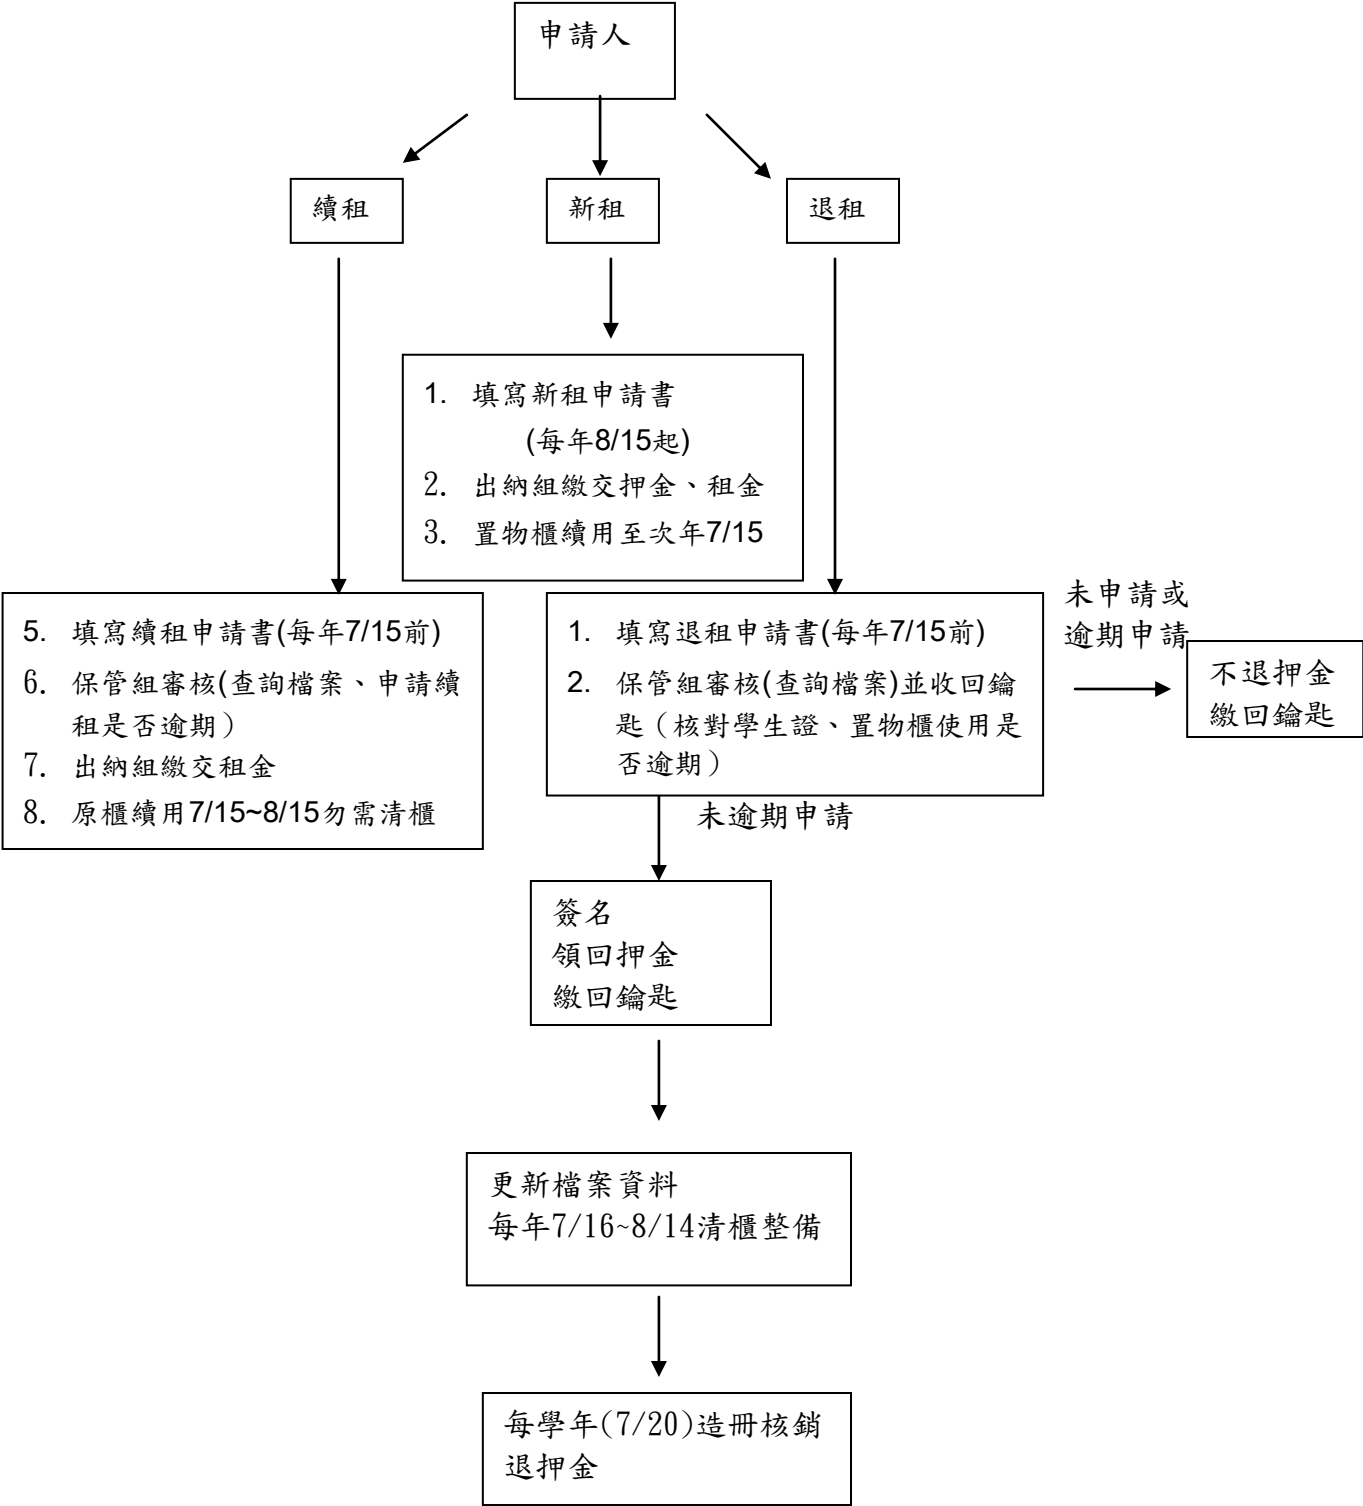 申請人
續租
新租
退租
1. 填寫新租申請書
(每年8/15起)
2. 出納組繳交押金、租金
3. 置物櫃續用至次年7/15
5. 填寫續租申請書(每年7/15前)
6. 保管組審核(查詢檔案、申請續
租是否逾期)
7. 出納組繳交租金
8. 原櫃續用7/15~8/15勿需清櫃
1. 填寫退租申請書(每年7/15前)
2. 保管組審核(查詢檔案)並收回鑰
匙（核對學生證、置物櫃使用是
否逾期）
未申請或
逾期申請
不退押金
繳回鑰匙
未逾期申請
簽名
領回押金
繳回鑰匙
更新檔案資料
每年7/16~8/14清櫃整備
每學年(7/20)造冊核銷
退押金